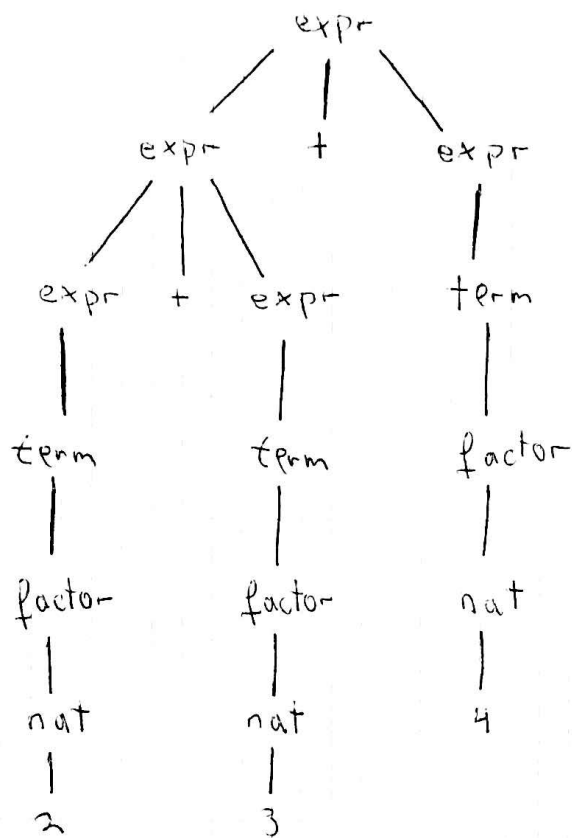 expr
expr + expr
expr + expr term
term term factor
factor factor nat
nat nat 4
2 3